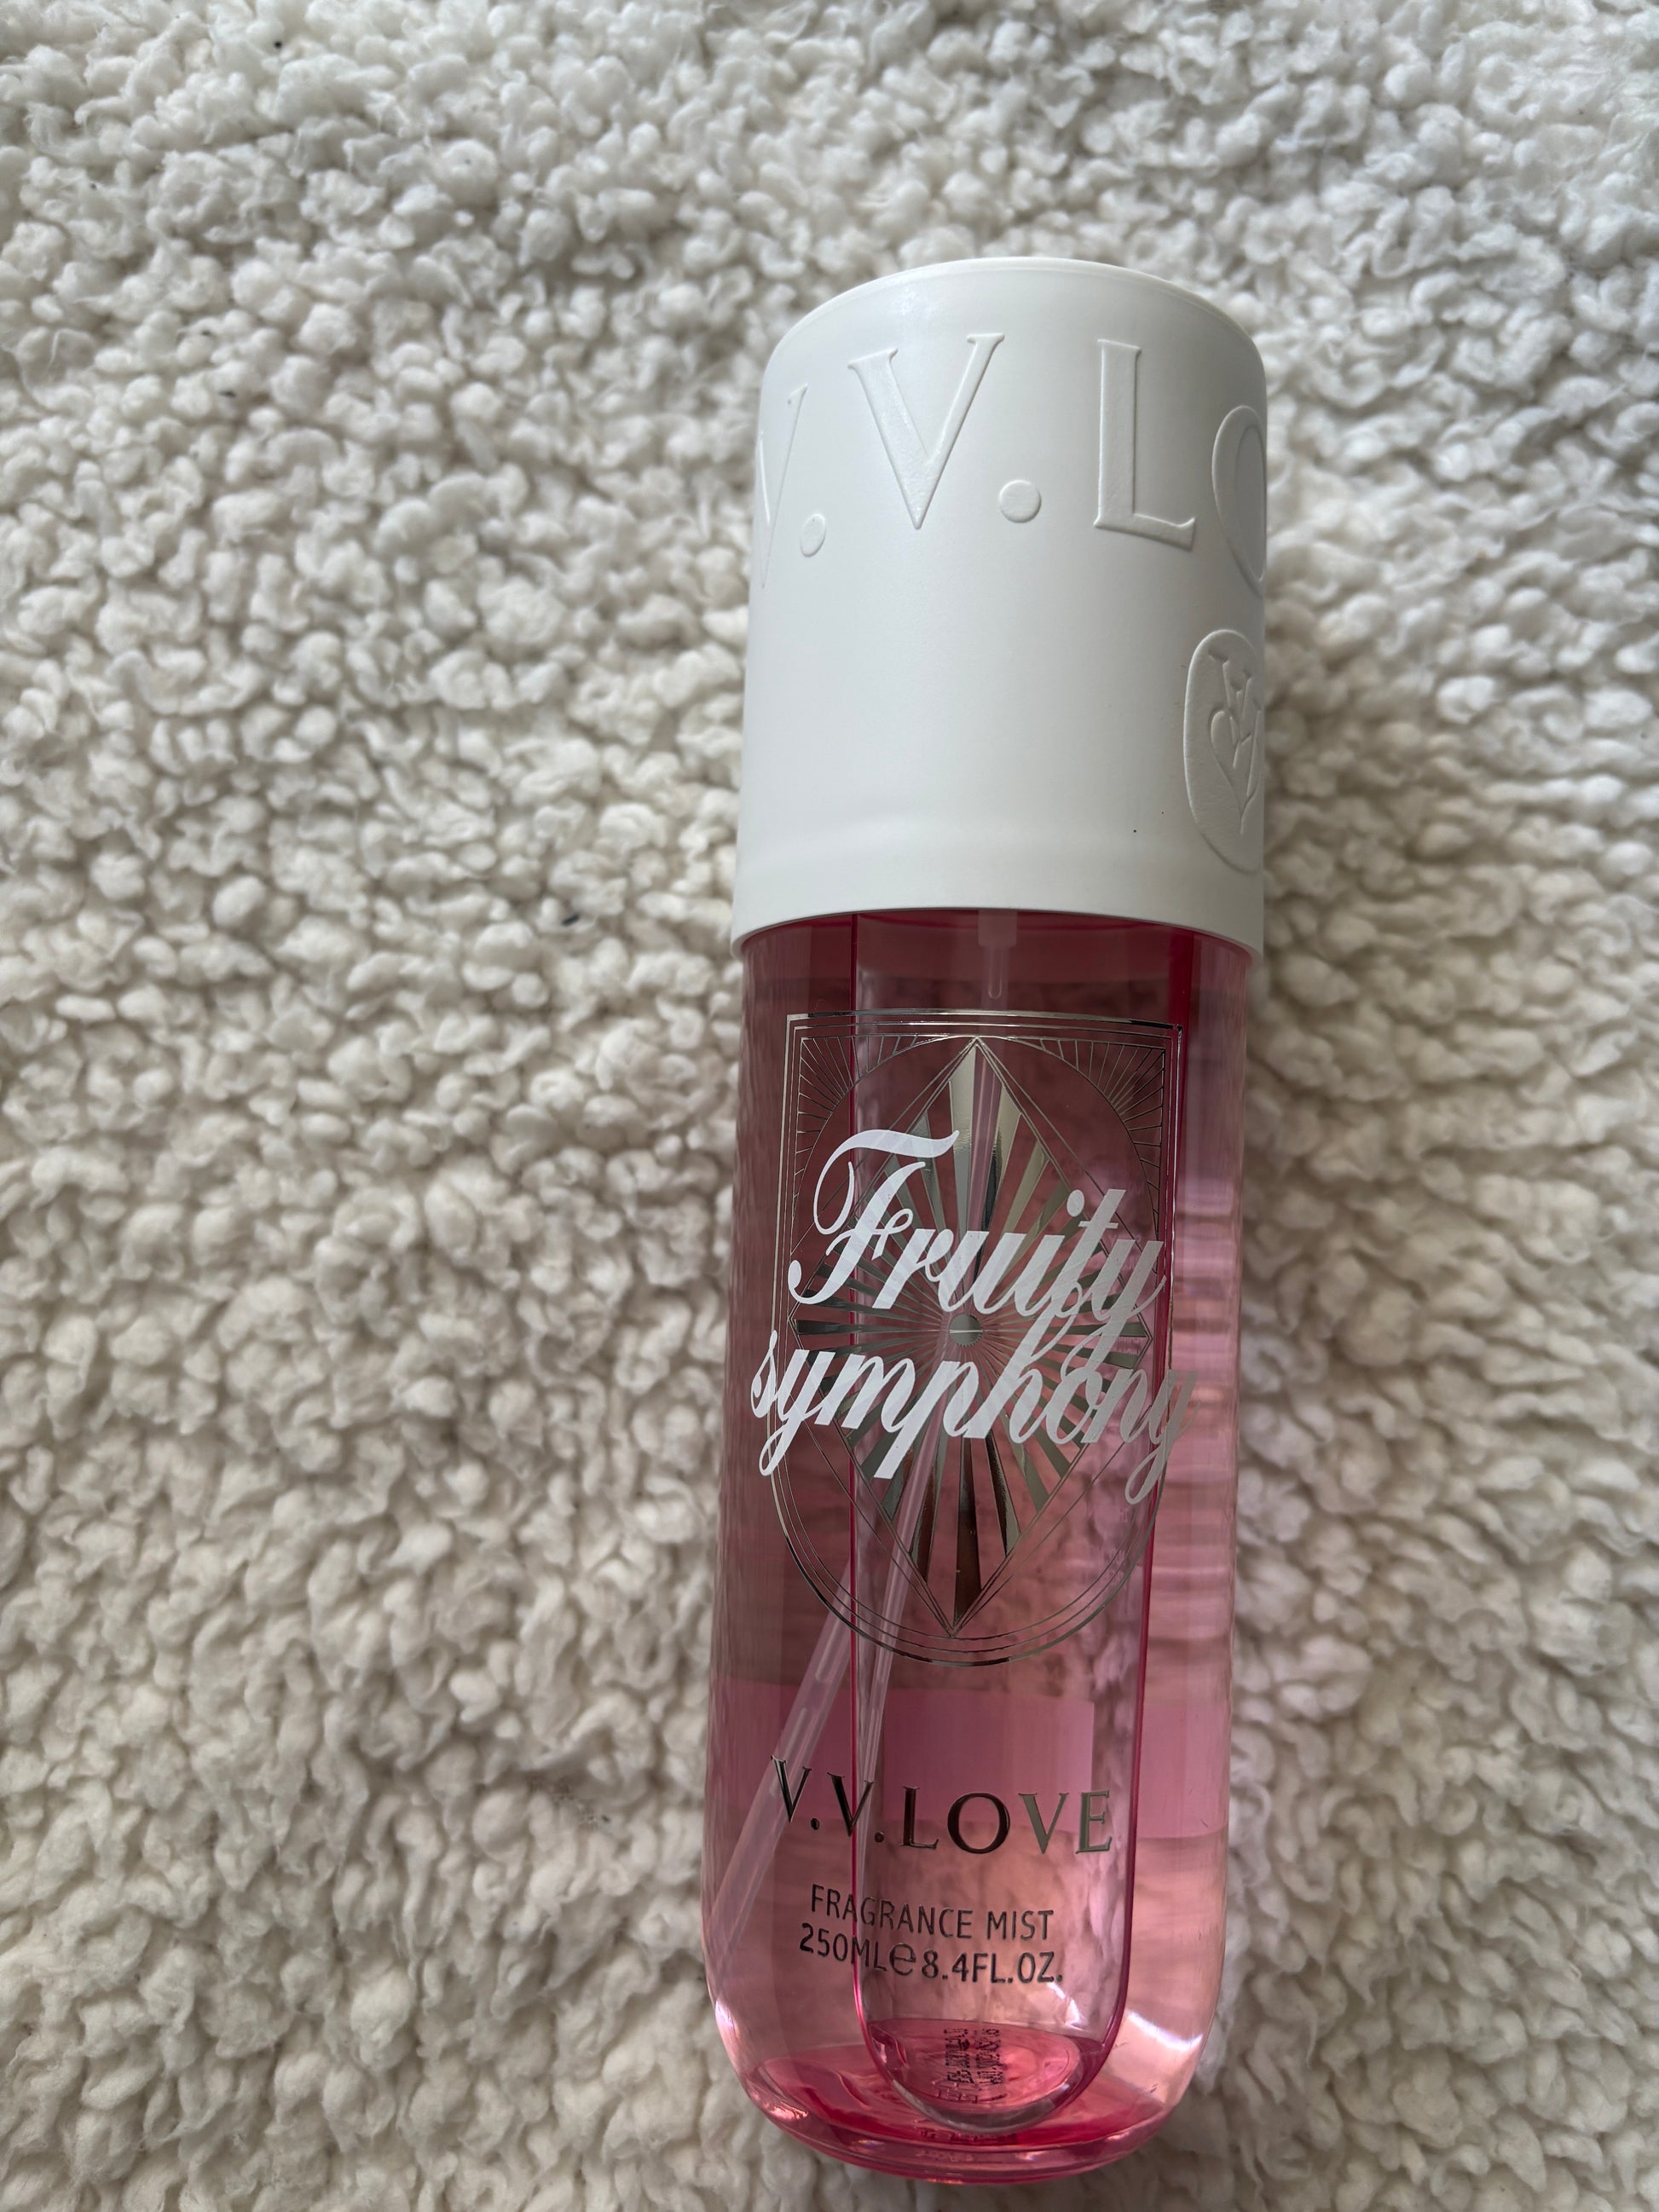 V.V.LO
Fruity
symphony
V.V.LOVE
FRAGRANCE MIST
250ML℮8.4FL.OZ.